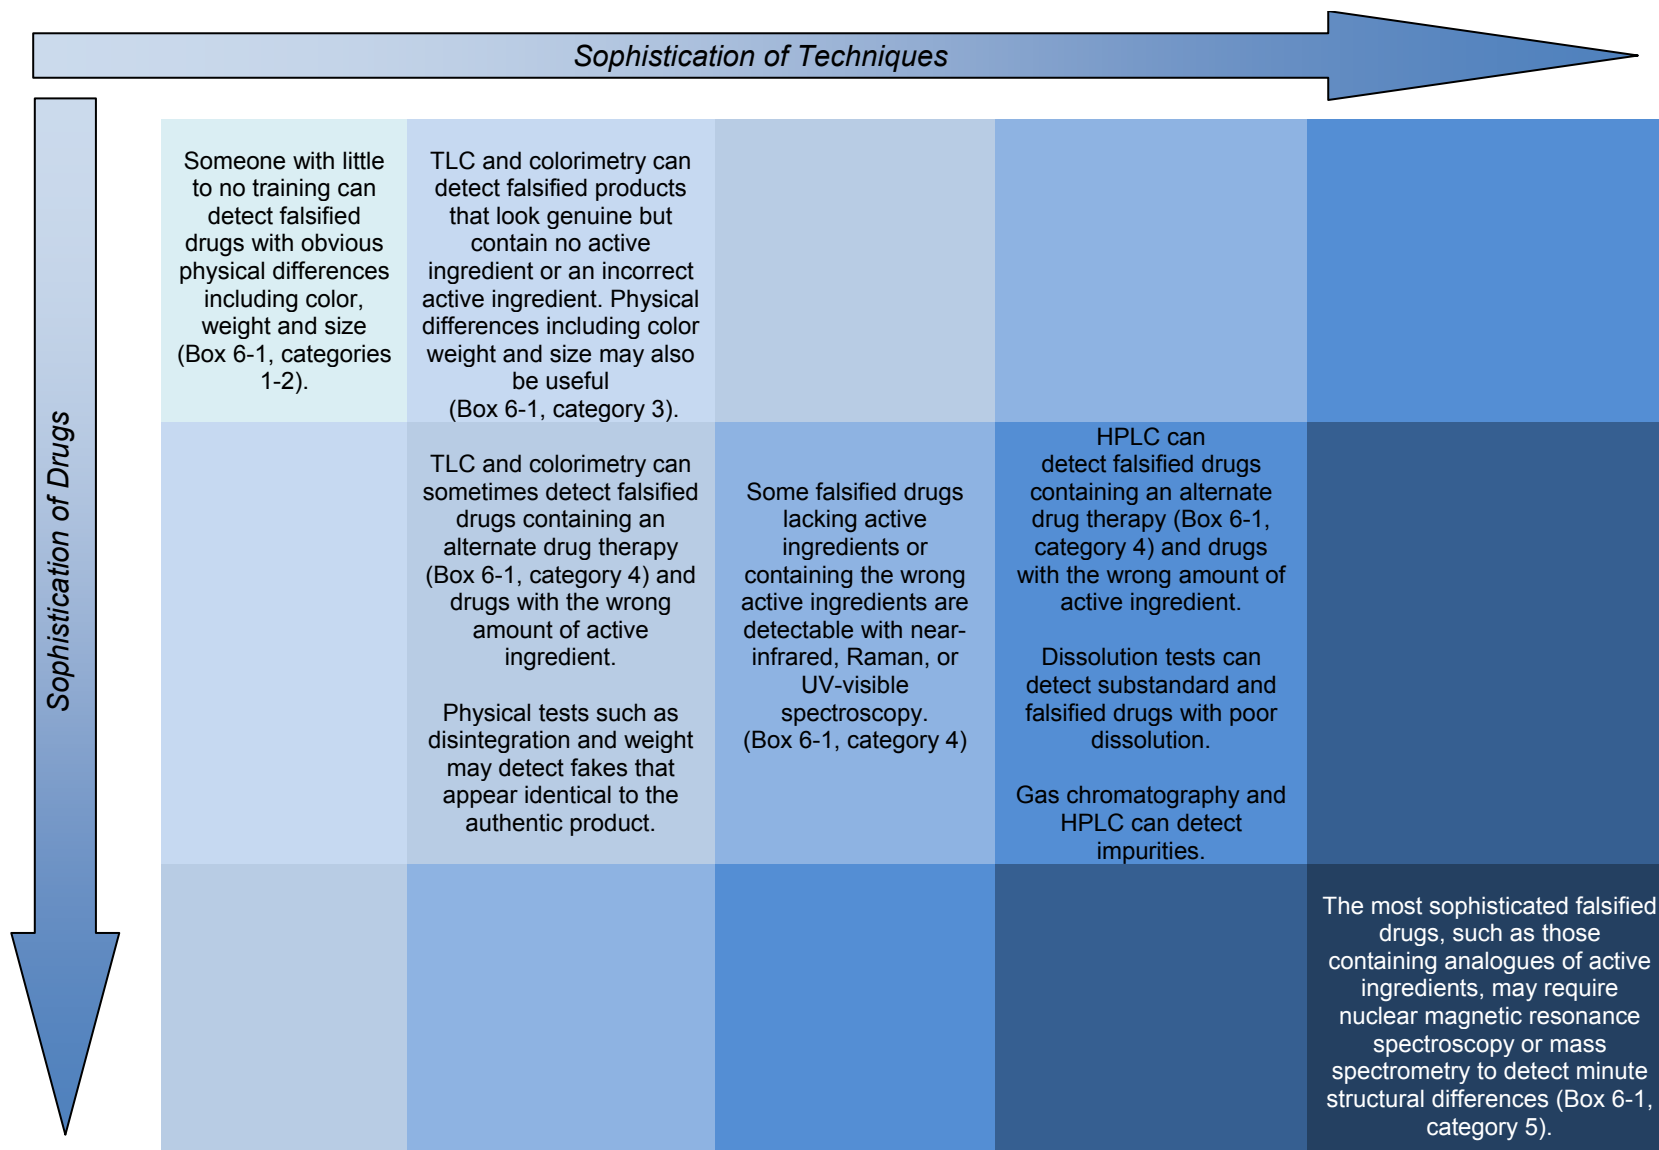 Sophistication of Techniques
Sophistication of Drugs
Someone with little
to no training can
detect falsified
drugs with obvious
physical differences
including color,
weight and size
(Box 6-1, categories
1-2).
TLC and colorimetry can
detect falsified products
that look genuine but
contain no active
ingredient or an incorrect
active ingredient. Physical
differences including color
weight and size may also
be useful
(Box 6-1, category 3).
TLC and colorimetry can
sometimes detect falsified
drugs containing an
alternate drug therapy
(Box 6-1, category 4) and
drugs with the wrong
amount of active
ingredient.
Physical tests such as
disintegration and weight
may detect fakes that
appear identical to the
authentic product.
Some falsified drugs
lacking active
ingredients or
containing the wrong
active ingredients are
detectable with near-
infrared, Raman, or
UV-visible
spectroscopy.
(Box 6-1, category 4)
HPLC can
detect falsified drugs
containing an alternate
drug therapy (Box 6-1,
category 4) and drugs
with the wrong amount of
active ingredient.
Dissolution tests can
detect substandard and
falsified drugs with poor
dissolution.
Gas chromatography and
HPLC can detect
impurities.
The most sophisticated falsified
drugs, such as those
containing analogues of active
ingredients, may require
nuclear magnetic resonance
spectroscopy or mass
spectrometry to detect minute
structural differences (Box 6-1,
category 5).